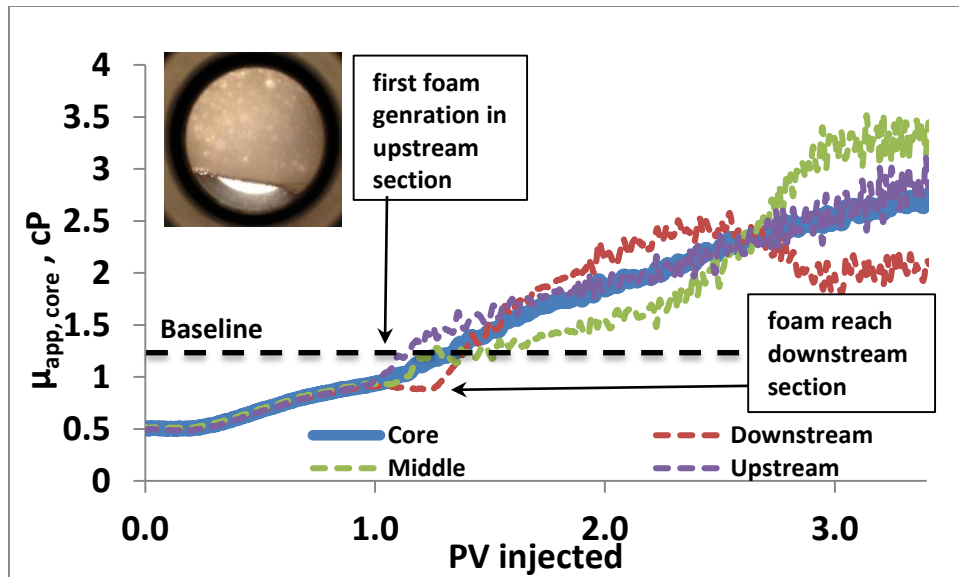 4
3.5
3
2.5
2
1.5
1
0.5
0
μapp, core , cP
first foam
genration in
upstream
section
Baseline
foam reach
downstream
section
Core
Downstream
Middle
Upstream
0.0 1.0 2.0 3.0
PV injected